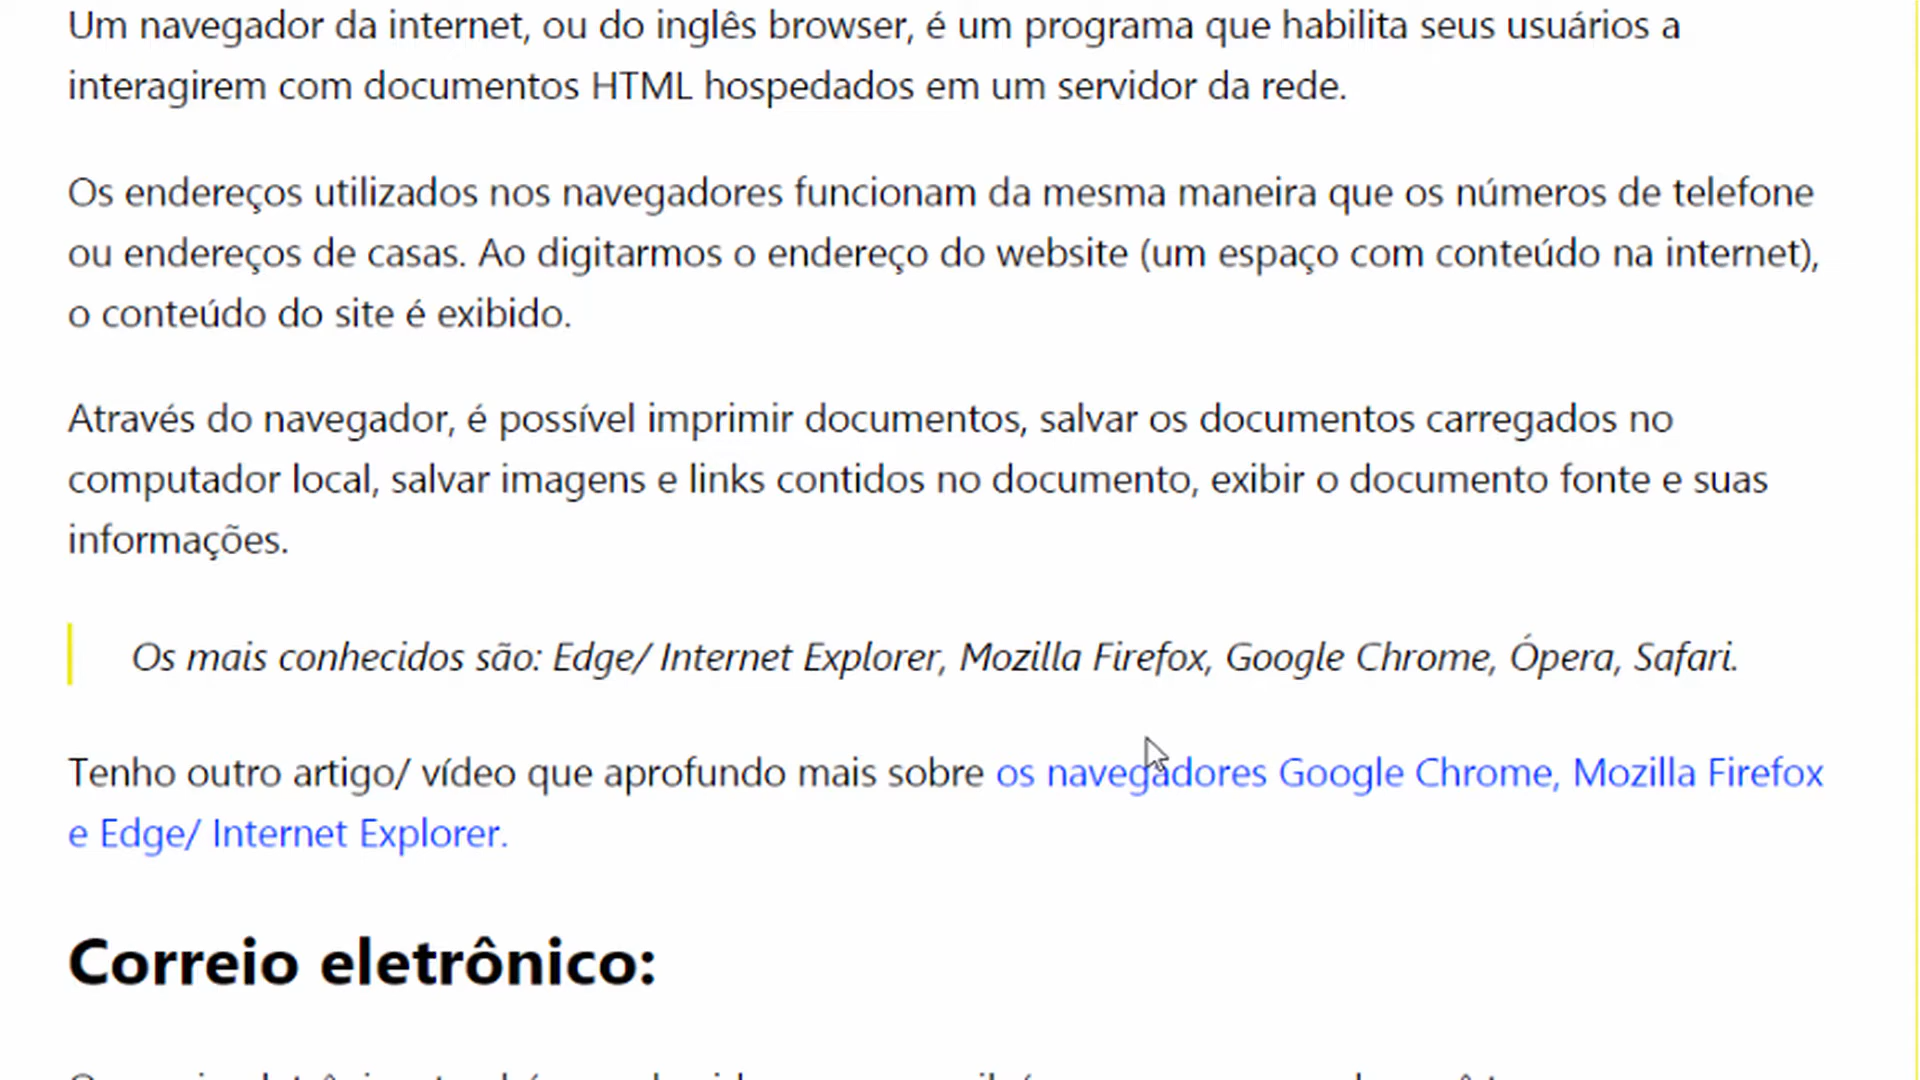 Um navegador da internet, ou do inglês browser, é um programa que habilita seus usuários a
interagirem com documentos HTML hospedados em um servidor da rede.
Os endereços utilizados nos navegadores funcionam da mesma maneira que os números de telefone
ou endereços de casas. Ao digitarmos o endereço do website (um espaço com conteúdo na internet),
o conteúdo do site é exibido.
Através do navegador, é possível imprimir documentos, salvar os documentos carregados no
computador local, salvar imagens e links contidos no documento, exibir o documento fonte e suas
informações.
Os mais conhecidos são: Edge/ Internet Explorer, Mozilla Firefox, Google Chrome, Ópera, Safari.
Tenho outro artigo/ vídeo que aprofundo mais sobre os navegadores Google Chrome, Mozilla Firefox
e Edge/ Internet Explorer.
Correio eletrônico: